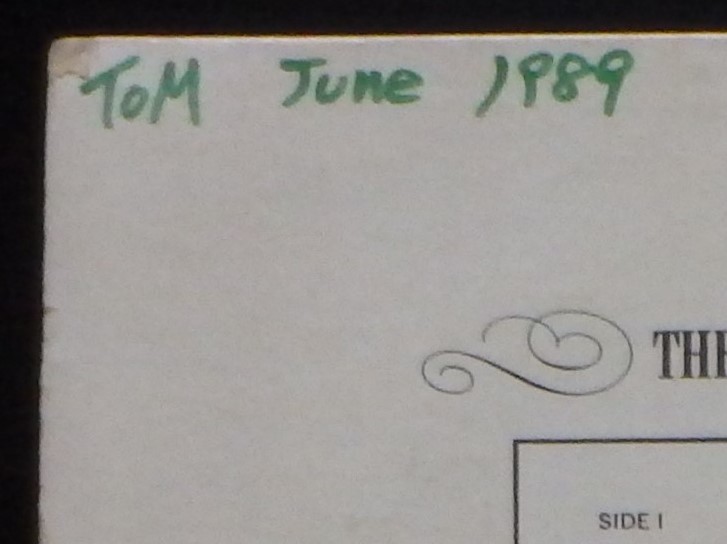 ToM June 1989
THE
SIDE I